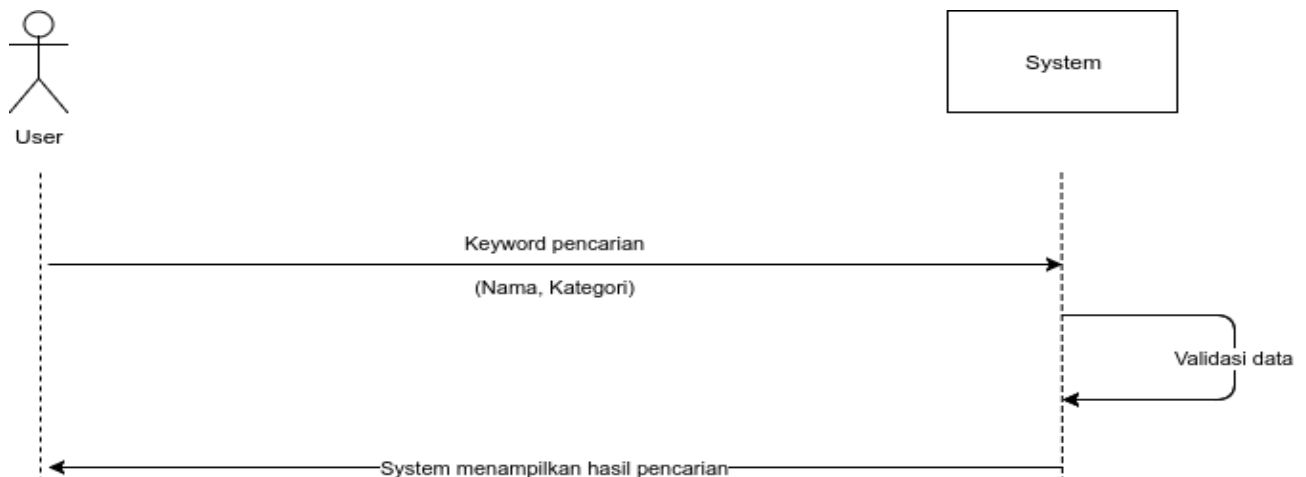 System
User
Keyword pencarian
(Nama, Kategori)
Validasi data
System menampilkan hasil pencarian